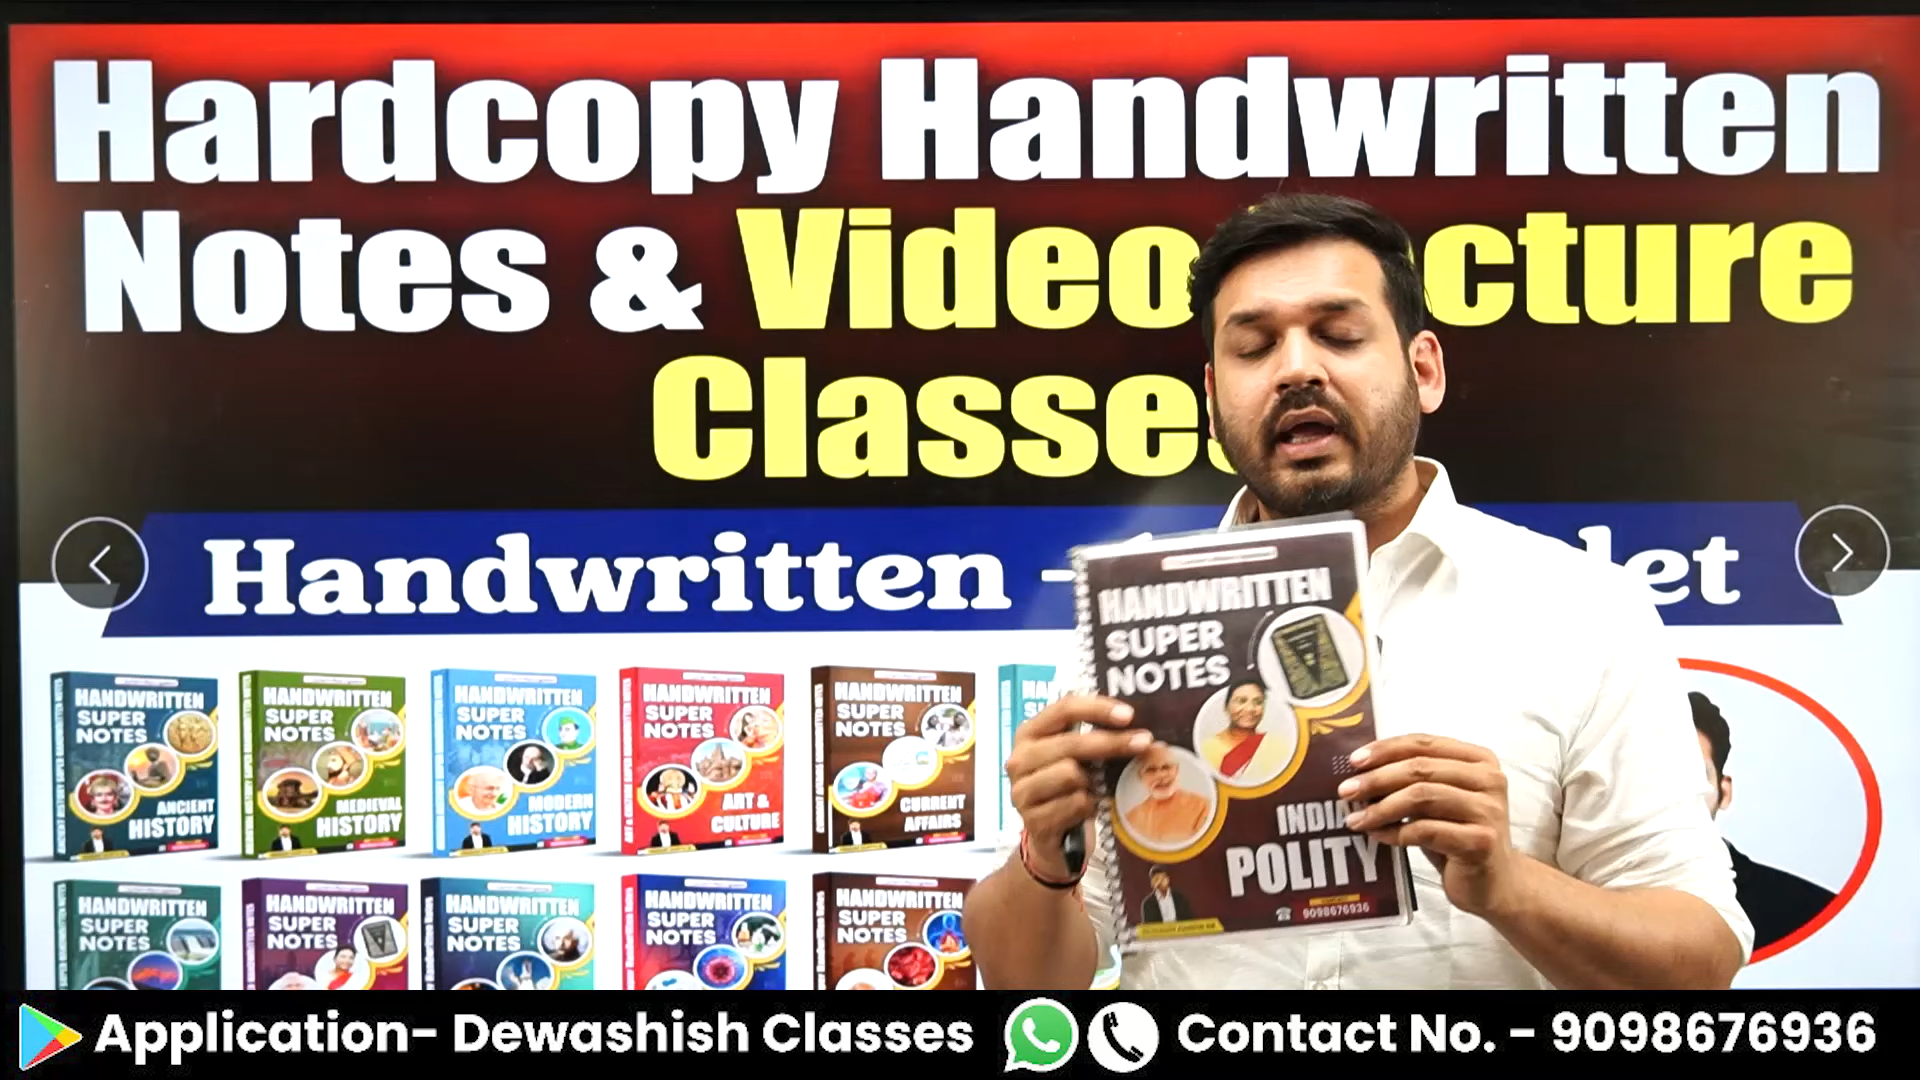 Hardcopy Handwritten
Notes & Video cture
Classes
Handwritten -
let
HANDWRITTEN
SUPER
NOTES
INDIAN
POLITY
9098676936
HANDWRITTEN
SUPER
NOTES
ANCIENT
HISTORY
HANDWRITTEN
SUPER
NOTES
MEDIEVAL
HISTORY
HANDWRITTEN
SUPER
NOTES
MODERN
HISTORY
HANDWRITTEN
SUPER
NOTES
ART &
CULTURE
HANDWRITTEN
SUPER
NOTES
CURRENT
AFFAIRS
HANDWRITTEN
SUPER
NOTES
HANDWRITTEN
SUPER
NOTES
HANDWRITTEN
SUPER
NOTES
HANDWRITTEN
SUPER
NOTES
HANDWRITTEN
SUPER
NOTES
Application- Dewashish Classes
Contact No. - 9098676936